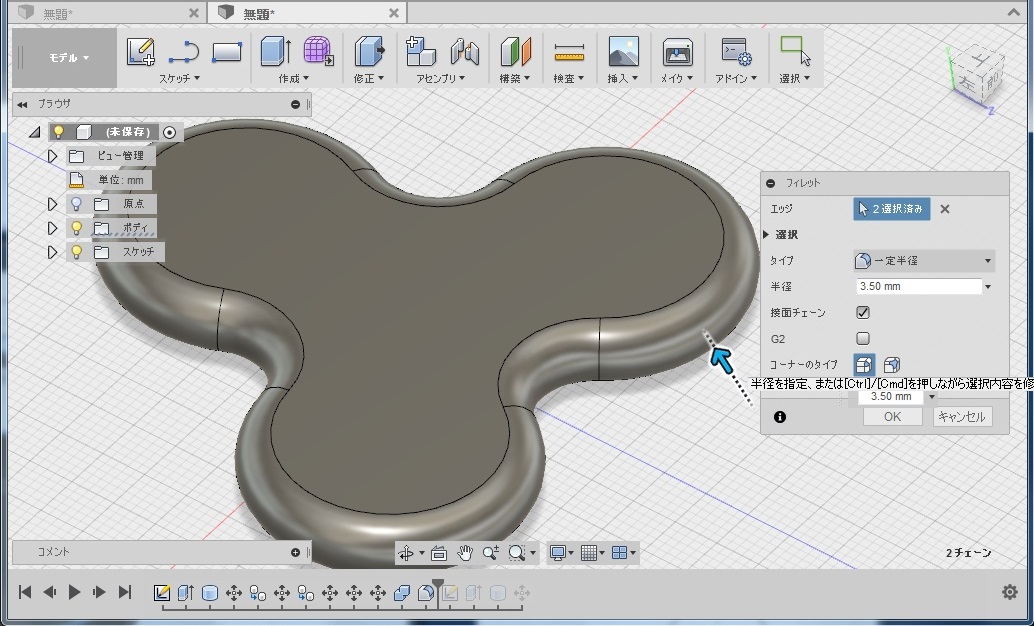 無題*
無題*
モデル
スケッチ
作成
修正
アセンブリ
構築
検査
挿入
メイク
アドイン
選択
ブラウザ
(未保存)
ビュー管理
単位: mm
原点
ボディ
スケッチ
左
Z
フィレット
エッジ
2 選択済み
選択
タイプ
一定半径
半径
3.50 mm
接面チェーン
G2
コーナーのタイプ
半径を指定、または[Ctrl]/[Cmd]を押しながら選択内容を修
3.50 mm
OK
キャンセル
コメント
2 チェーン